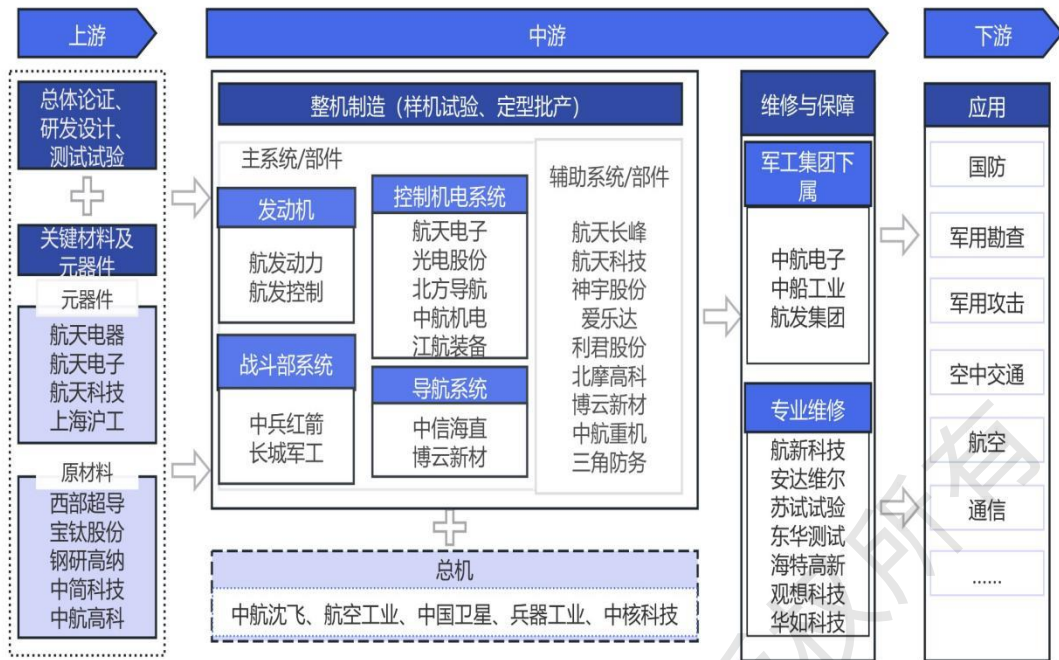 上游
中游
下游
总体论证、
研发设计、
测试试验
关键材料及
元器件
元器件
航天电器
航天电子
航天科技
上海沪工
原材料
西部超导
宝钛股份
钢研高纳
中简科技
中航高科
整机制造（样机试验、定型批产）
主系统/部件
发动机
航发动力
航发控制
战斗部系统
中兵红箭
长城军工
控制机电系统
航天电子
光电股份
北方导航
中航机电
江航装备
导航系统
中信海直
博云新材
辅助系统/部件
航天长峰
航天科技
神宇股份
爱乐达
利君股份
北摩高科
博云新材
中航重机
三角防务
总机
中航沈飞、航空工业、中国卫星、兵器工业、中核科技
维修与保障
军工集团下
属
中航电子
中船工业
航发集团
专业维修
航新科技
安达维尔
苏试试验
东华测试
海特高新
观想科技
华如科技
应用
国防
军用勘查
军用攻击
空中交通
航空
通信
......
权所有